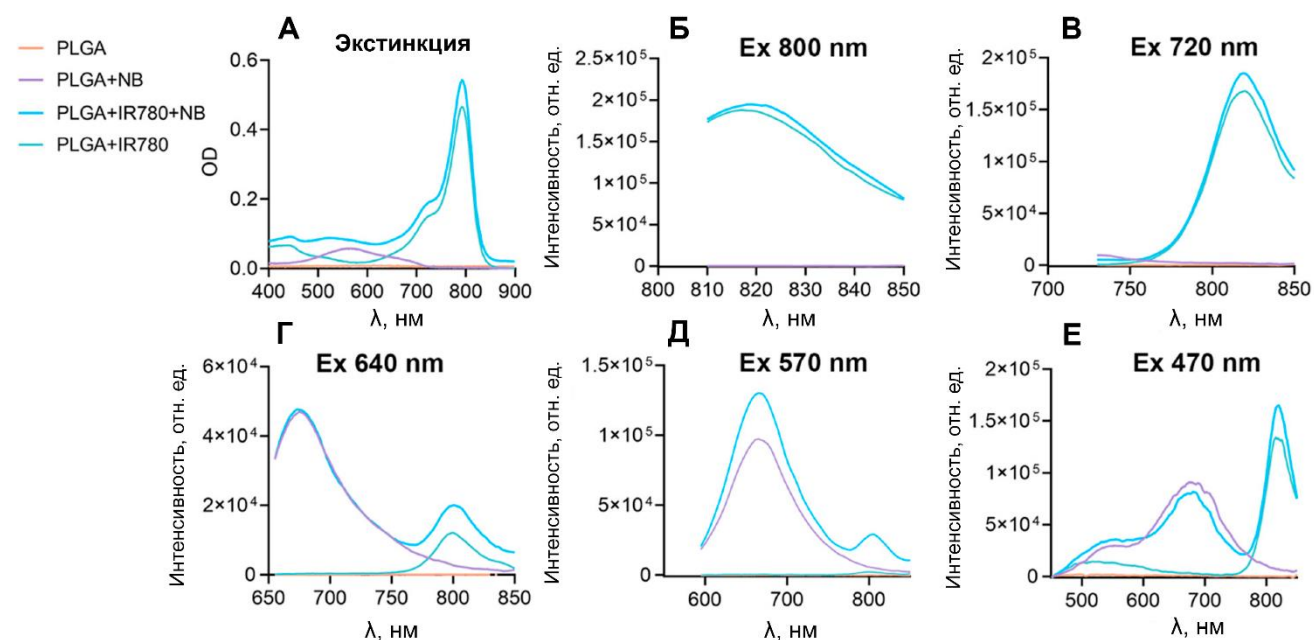 PLGA
PLGA+NB
PLGA+IR780+NB
PLGA+IR780
А
Экстинкция
OD
0.6
0.4
0.2
0.0
400 500 600 700 800 900
λ, нм
Б
Ex 800 nm
Интенсивность, отн. ед.
2.5×10⁵
2×10⁵
1.5×10⁵
1×10⁵
5×10⁴
0
800 810 820 830 840 850
λ, нм
В
Ex 720 nm
Интенсивность, отн. ед.
2×10⁵
1.5×10⁵
1×10⁵
5×10⁴
0
700 750 800 850
λ, нм
Г
Ex 640 nm
Интенсивность, отн. ед.
6×10⁴
4×10⁴
2×10⁴
0
650 700 750 800 850
λ, нм
Д
Ex 570 nm
Интенсивность, отн. ед.
1.5×10⁵
1×10⁵
5×10⁴
0
600 700 800
λ, нм
Е
Ex 470 nm
Интенсивность, отн. ед.
2×10⁵
1.5×10⁵
1×10⁵
5×10⁴
0
500 600 700 800
λ, нм